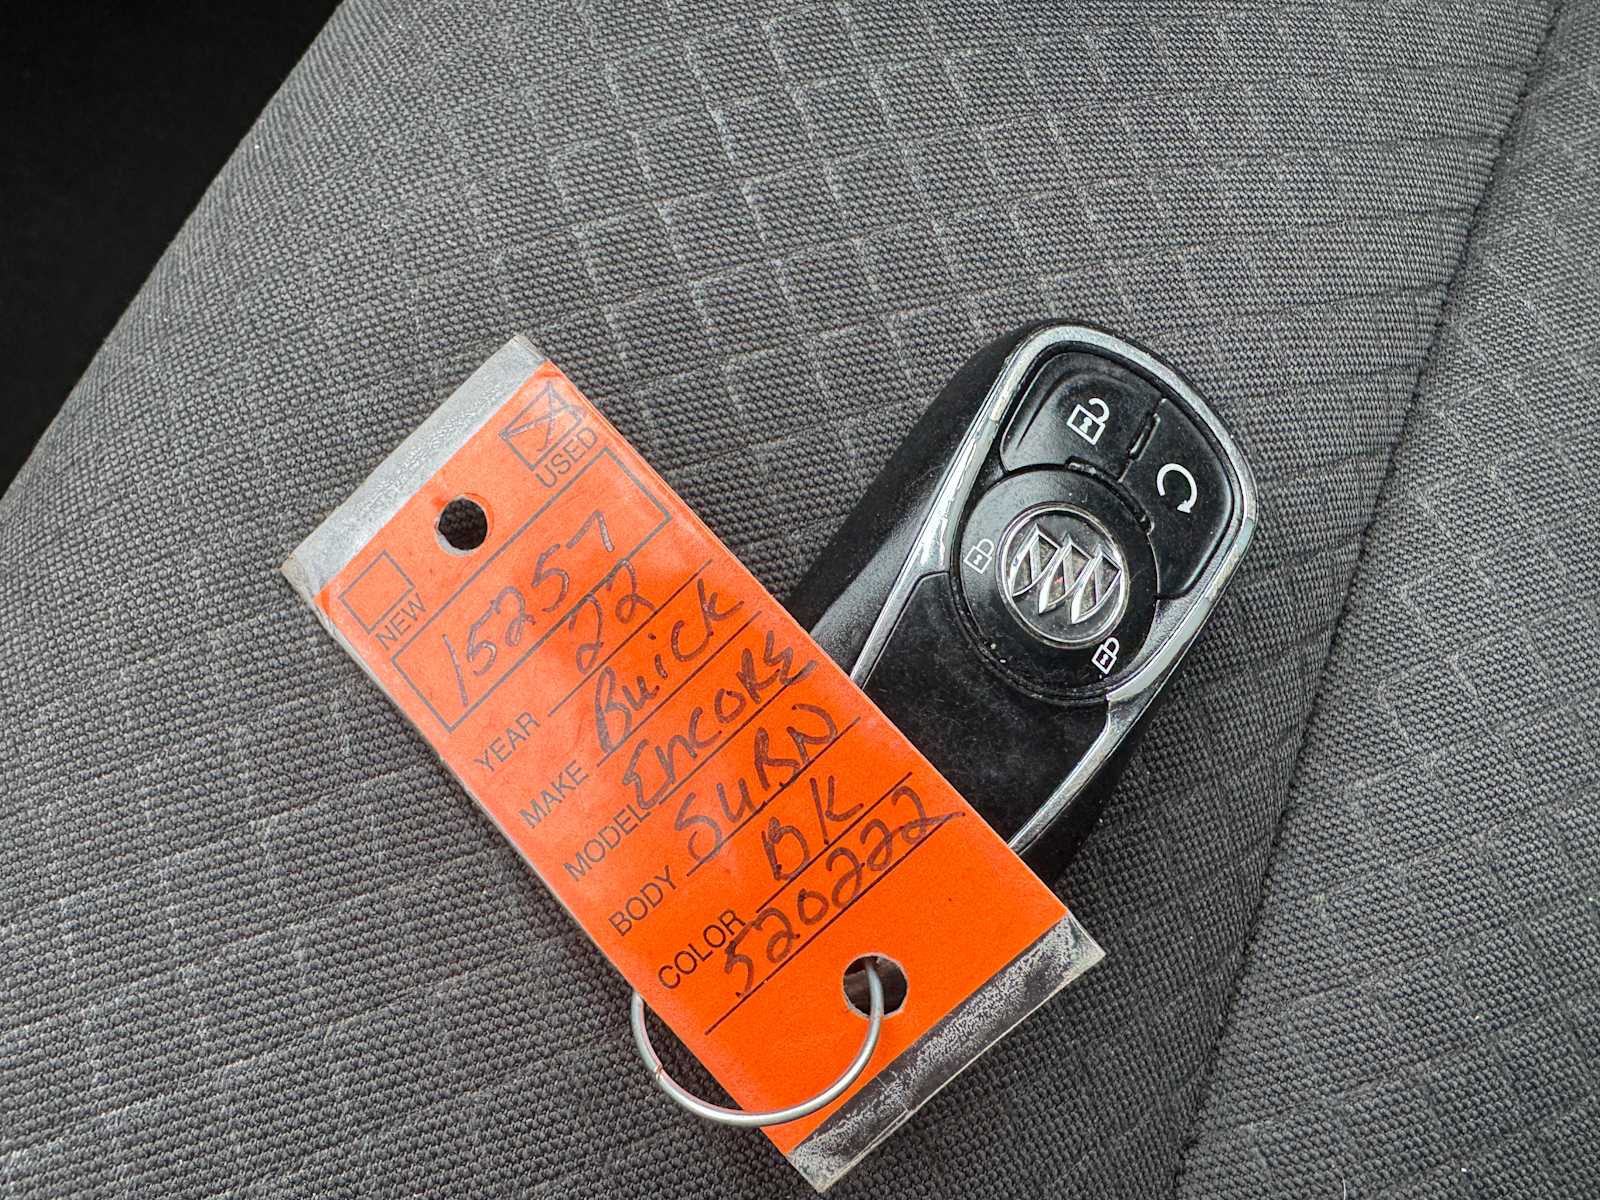 NEW USED
15257
YEAR 22
MAKE Buick
MODEL ENCORE
BODY SUBN
COLOR BK
520222